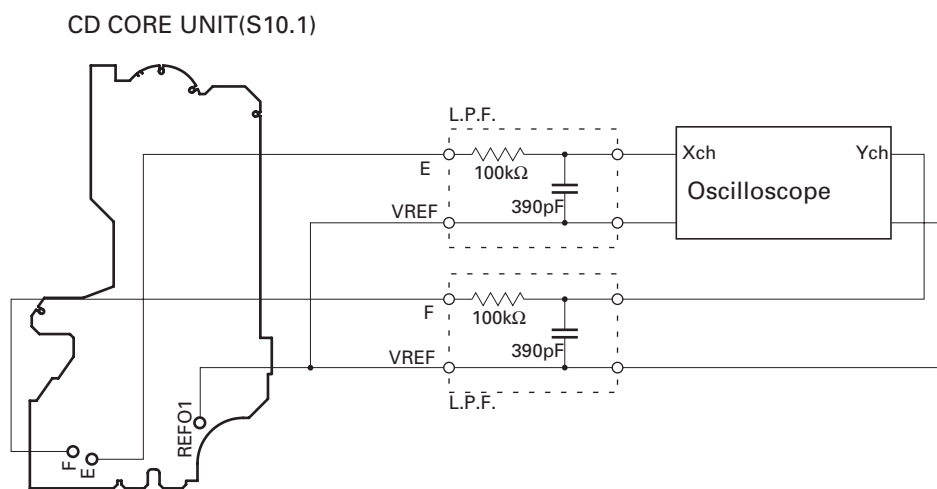 CD CORE UNIT(S10.1)
L.P.F.
E
100kΩ
390pF
VREF
Xch
Ych
Oscilloscope
F
100kΩ
390pF
VREF
L.P.F.
REFO1
F
E